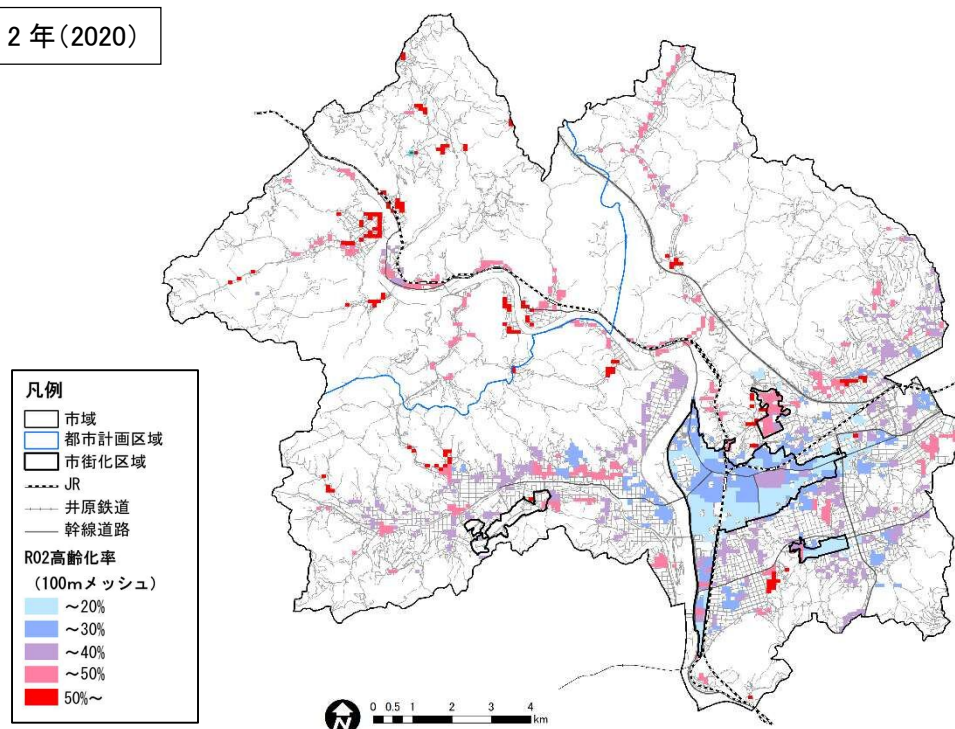 2年(2020)
凡例
市域
都市計画区域
市街化区域
JR
井原鉄道
幹線道路
R02高齢化率
(100mメッシュ)
~20%
~30%
~40%
~50%
50%~
N
0 0.5 1 2 3 4
km